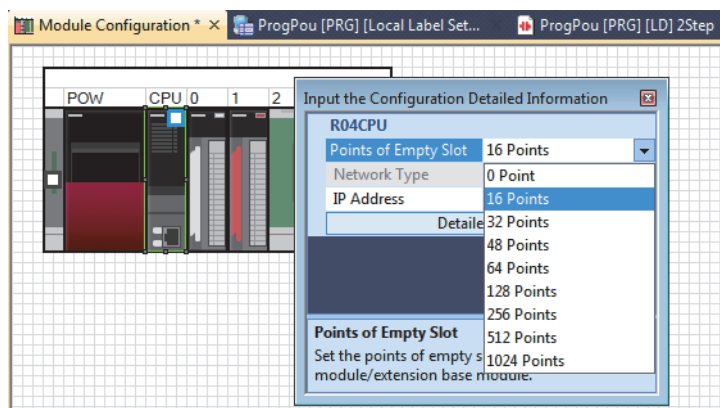 Module Configuration * × ProgPou [PRG] [Local Label Set... ProgPou [PRG] [LD] 2Step
POW CPU 0 1 2
Input the Configuration Detailed Information
R04CPU
Points of Empty Slot 16 Points
Network Type 0 Point
IP Address 16 Points
Detaile 32 Points
48 Points
64 Points
128 Points
256 Points
512 Points
1024 Points
Points of Empty Slot
Set the points of empty s
module/extension base module.